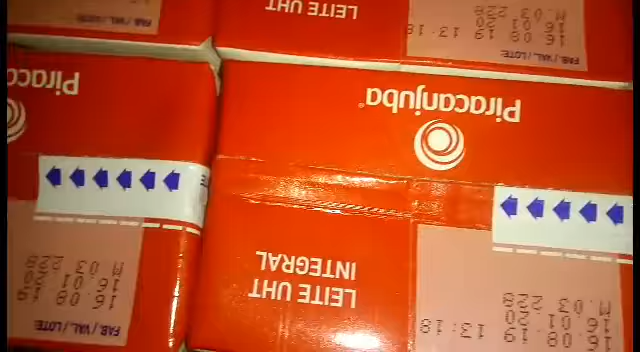 FAB. / VAL. / LOTE:
16 08 19
16 01 20
M. 03 228
Piracanjuba
LEITE UHT
INTEGRAL
16 08 19 13:18
16 01 20
M. 03 228
Piracanjuba
LEITE UHT
FAB. / VAL. / LOTE:
16 08 19 13:18
16 01 20
M. 03 228
FAB. / VAL. / LOTE: